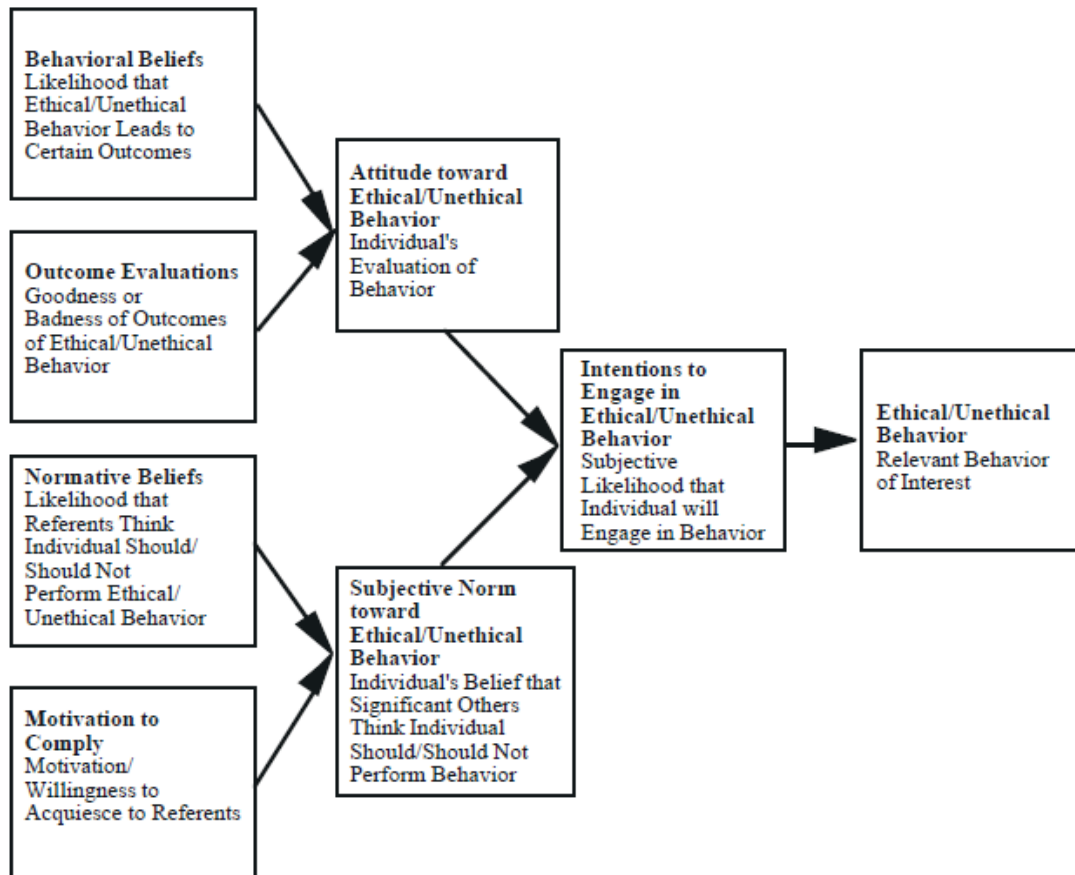 Behavioral Beliefs
Likelihood that
Ethical/Unethical
Behavior Leads to
Certain Outcomes
Outcome Evaluations
Goodness or
Badness of Outcomes
of Ethical/Unethical
Behavior
Normative Beliefs
Likelihood that
Referents Think
Individual Should/
Should Not
Perform Ethical/
Unethical Behavior
Motivation to
Comply
Motivation/
Willingness to
Acquiesce to Referents
Attitude toward
Ethical/Unethical
Behavior
Individual's
Evaluation of
Behavior
Subjective Norm toward
Ethical/Unethical
Behavior
Individual's Belief that
Significant Others
Think Individual
Should/Should Not
Perform Behavior
Intentions to
Engage in
Ethical/Unethical
Behavior
Subjective
Likelihood that
Individual will
Engage in Behavior
Ethical/Unethical
Behavior
Relevant Behavior
of Interest